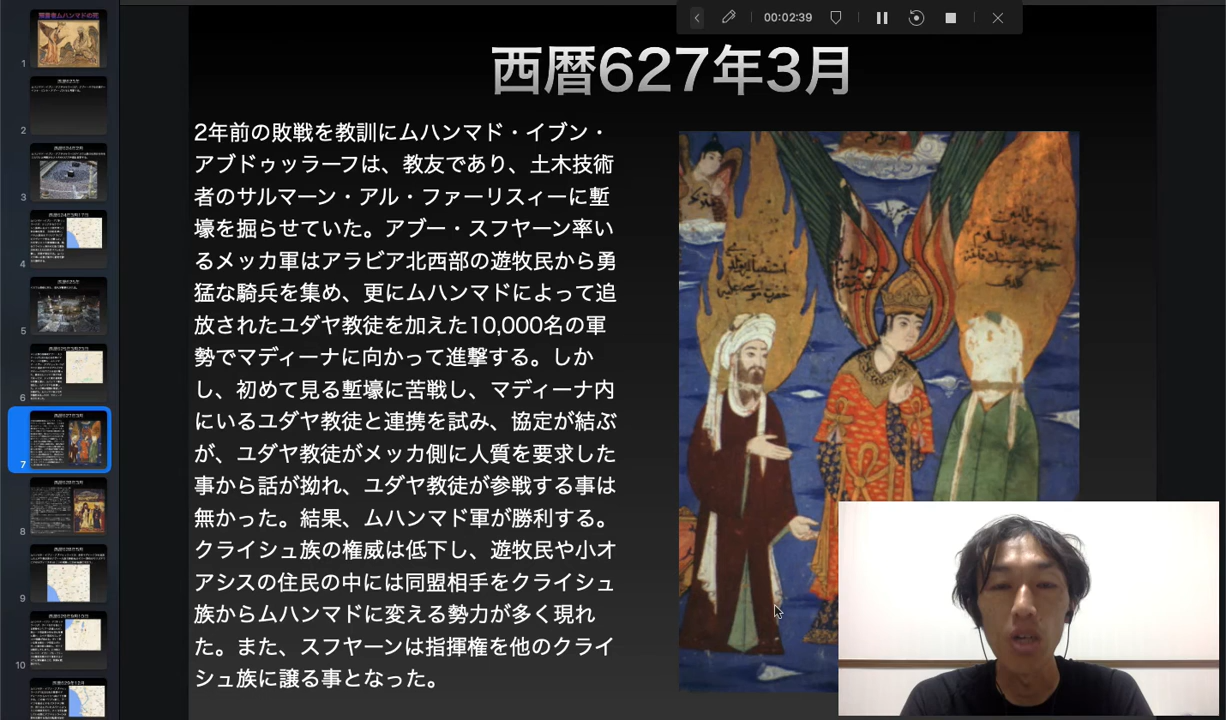 00:02:39
西暦627年3月
2年前の敗戦を教訓にムハンマド・イブン・
アブドゥッラーフは、教友であり、土木技術
者のサルマーン・アル・ファーリスィーに塹
壕を掘らせていた。アブー・スフヤーン率い
るメッカ軍はアラビア北西部の遊牧民から勇
猛な騎兵を集め、更にムハンマドによって追
放されたユダヤ教徒を加えた10,000名の軍
勢でマディーナに向かって進撃する。しか
し、初めて見る塹壕に苦戦し、マディーナ内
にいるユダヤ教徒と連携を試み、協定が結ぶ
が、ユダヤ教徒がメッカ側に人質を要求した
事から話が拗れ、ユダヤ教徒が参戦する事は
無かった。結果、ムハンマド軍が勝利する。
クライシュ族の権威は低下し、遊牧民や小オ
アシスの住民の中には同盟相手をクライシュ
族からムハンマドに変える勢力が多く現れ
た。また、スフヤーンは指揮権を他のクライ
シュ族に譲る事となった。
1
2
3
4
5
6
7
8
9
10